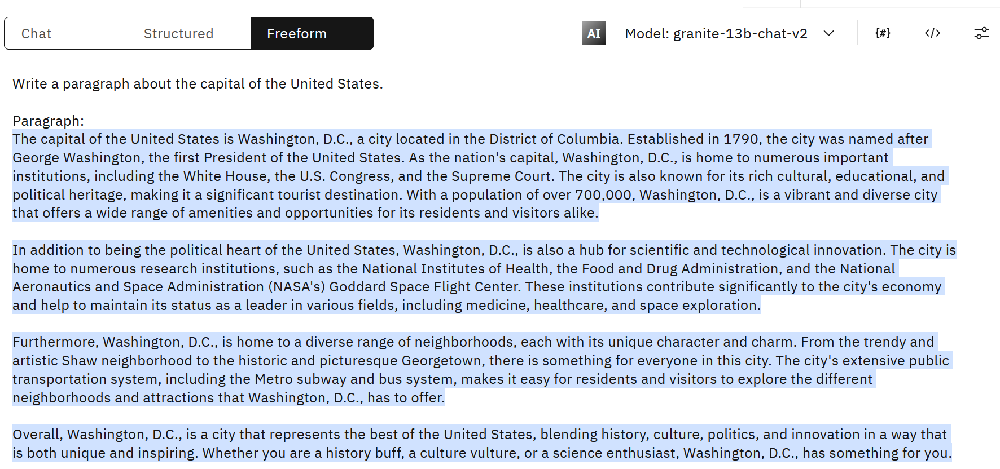 Chat
Structured
Freeform
AI
Model: granite-13b-chat-v2
{#}
</>
Write a paragraph about the capital of the United States.
Paragraph:
The capital of the United States is Washington, D.C., a city located in the District of Columbia. Established in 1790, the city was named after
George Washington, the first President of the United States. As the nation's capital, Washington, D.C., is home to numerous important
institutions, including the White House, the U.S. Congress, and the Supreme Court. The city is also known for its rich cultural, educational, and
political heritage, making it a significant tourist destination. With a population of over 700,000, Washington, D.C., is a vibrant and diverse city
that offers a wide range of amenities and opportunities for its residents and visitors alike.
In addition to being the political heart of the United States, Washington, D.C., is also a hub for scientific and technological innovation. The city is
home to numerous research institutions, such as the National Institutes of Health, the Food and Drug Administration, and the National
Aeronautics and Space Administration (NASA's) Goddard Space Flight Center. These institutions contribute significantly to the city's economy
and help to maintain its status as a leader in various fields, including medicine, healthcare, and space exploration.
Furthermore, Washington, D.C., is home to a diverse range of neighborhoods, each with its unique character and charm. From the trendy and
artistic Shaw neighborhood to the historic and picturesque Georgetown, there is something for everyone in this city. The city's extensive public
transportation system, including the Metro subway and bus system, makes it easy for residents and visitors to explore the different
neighborhoods and attractions that Washington, D.C., has to offer.
Overall, Washington, D.C., is a city that represents the best of the United States, blending history, culture, politics, and innovation in a way that
is both unique and inspiring. Whether you are a history buff, a culture vulture, or a science enthusiast, Washington, D.C., has something for you.